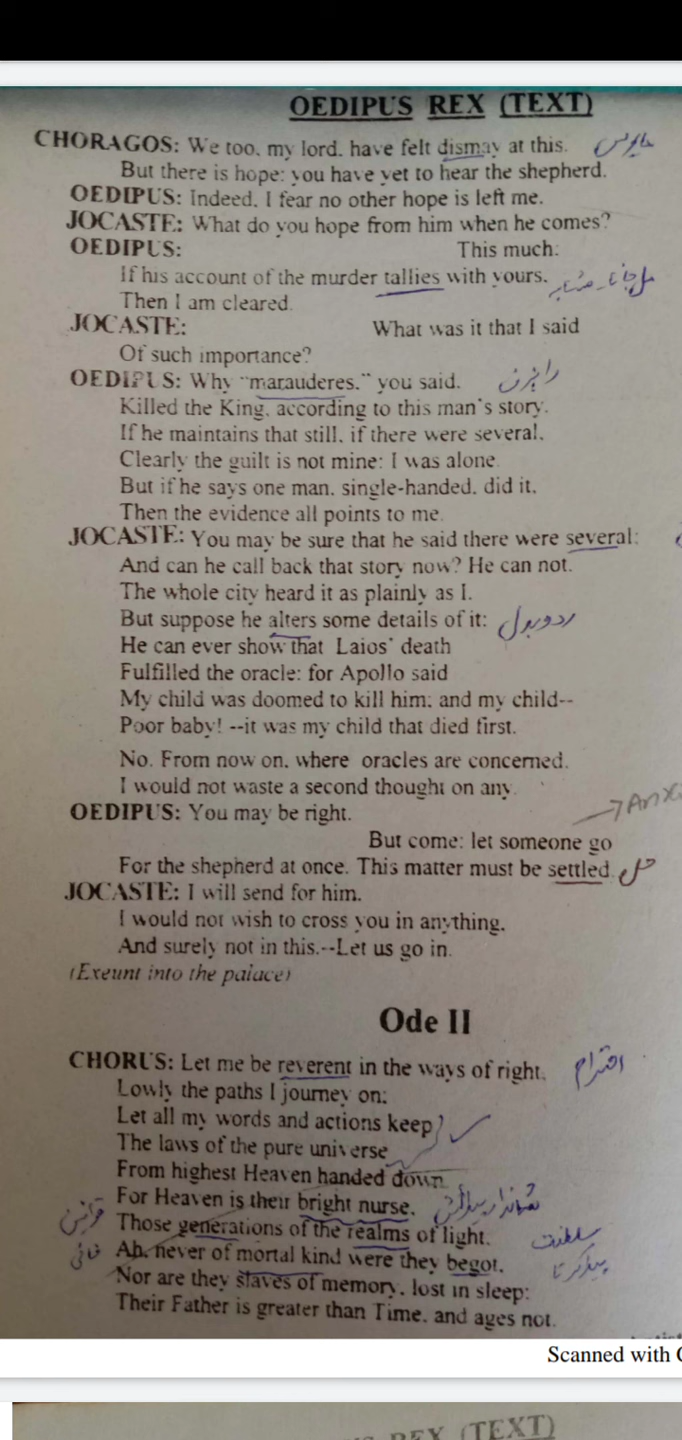 OEDIPUS REX (TEXT)
CHORAGOS: We too, my lord, have felt dismay at this. مایوس
But there is hope: you have yet to hear the shepherd.
OEDIPUS: Indeed, I fear no other hope is left me.
JOCASTE: What do you hope from him when he comes?
OEDIPUS: This much:
If his account of the murder tallies with yours,
Then I am cleared.
JOCASTE: What was it that I said
Of such importance?
OEDIPUS: Why "marauderes," you said, راہزن
Killed the King, according to this man's story.
If he maintains that still, if there were several,
Clearly the guilt is not mine: I was alone.
But if he says one man, single-handed, did it,
Then the evidence all points to me.
JOCASTE: You may be sure that he said there were several:
And can he call back that story now? He can not.
The whole city heard it as plainly as I.
But suppose he alters some details of it: ردوبدل
He can ever show that Laios' death
Fulfilled the oracle: for Apollo said
My child was doomed to kill him; and my child--
Poor baby! --it was my child that died first.
No. From now on, where oracles are concerned,
I would not waste a second thought on any.
OEDIPUS: You may be right.
But come: let someone go
For the shepherd at once. This matter must be settled. حل
JOCASTE: I will send for him.
I would not wish to cross you in anything,
And surely not in this.--Let us go in.
(Exeunt into the palace)
Ode II
CHORUS: Let me be reverent in the ways of right,
Lowly the paths I journey on;
Let all my words and actions keep
The laws of the pure universe
From highest Heaven handed down.
For Heaven is their bright nurse,
قوانین Those generations of the realms of light, سلطنت
فانی Ah, never of mortal kind were they begot, پیدا کرنا
Nor are they slaves of memory, lost in sleep:
Their Father is greater than Time, and ages not.
Scanned with
REX (TEXT)